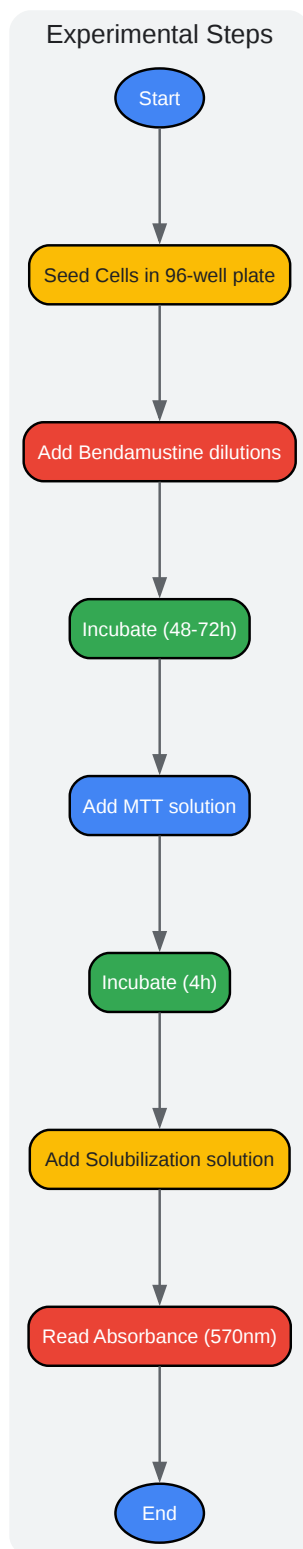 Experimental Steps
Start
Seed Cells in 96-well plate
Add Bendamustine dilutions
Incubate (48-72h)
Add MTT solution
Incubate (4h)
Add Solubilization solution
Read Absorbance (570nm)
End